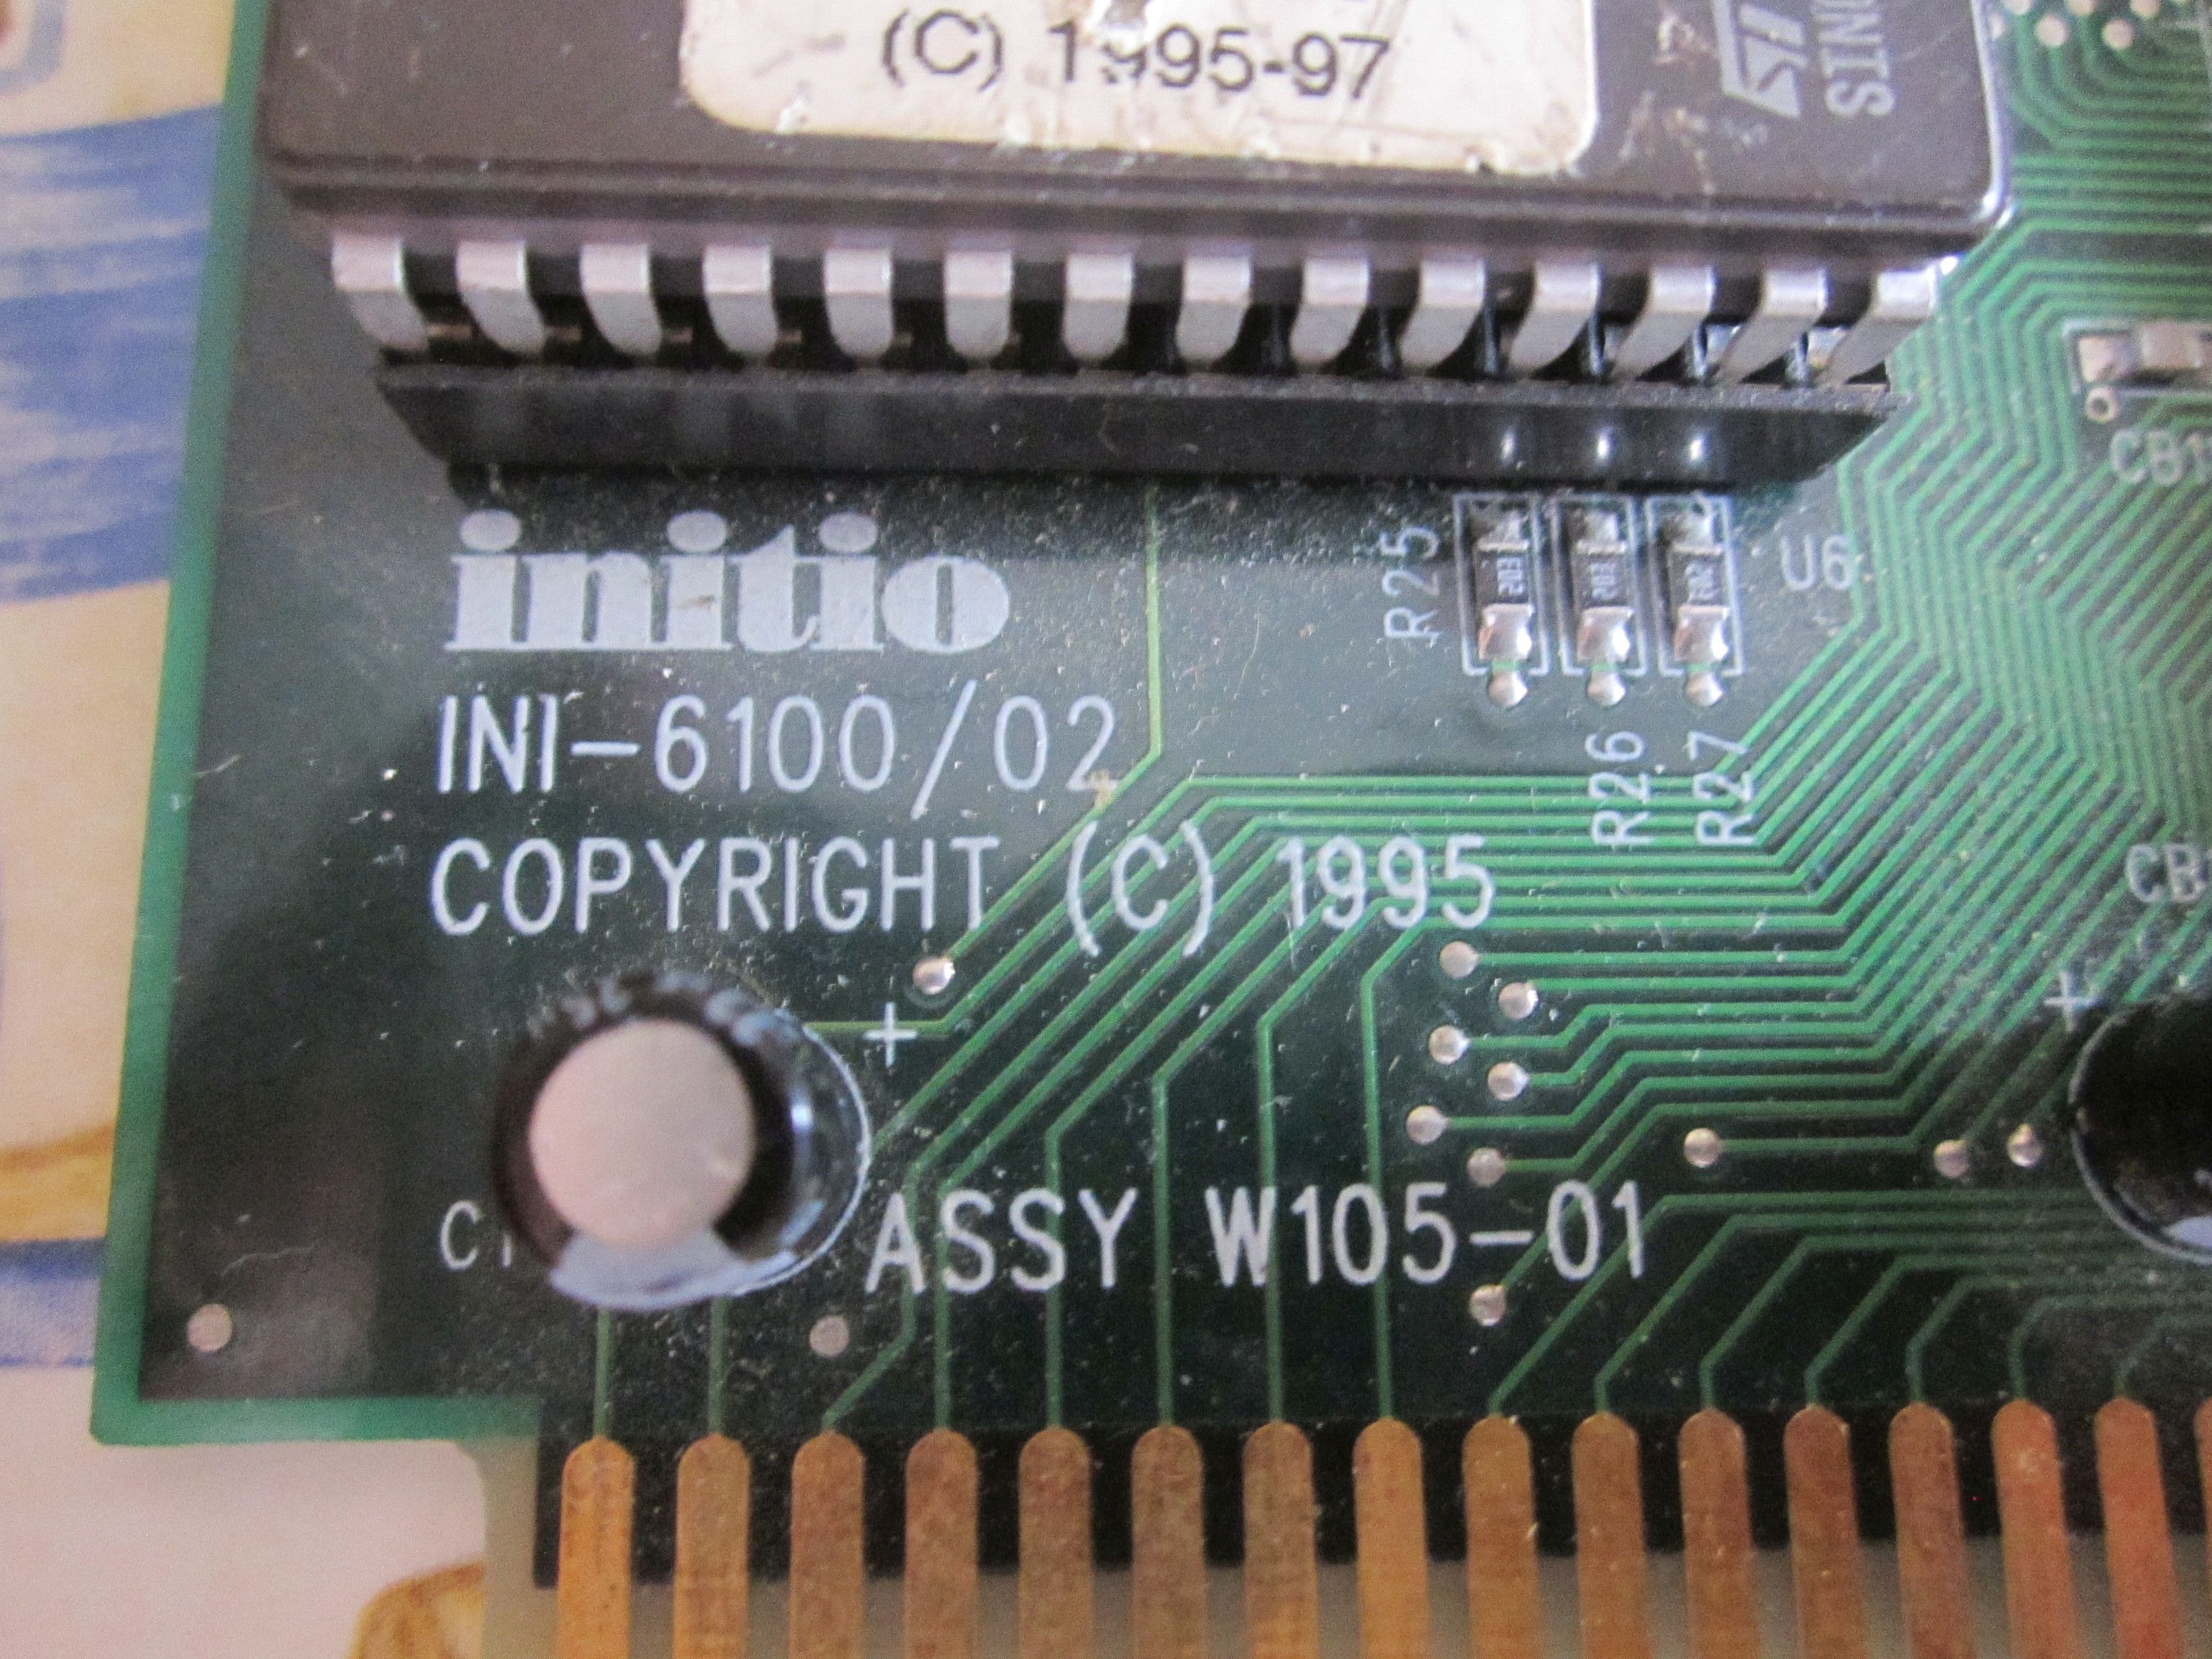 (C) 1995-97
initio
INI-6100/02
COPYRIGHT (C) 1995
ASSY W105-01
R25
R26
R27
U6